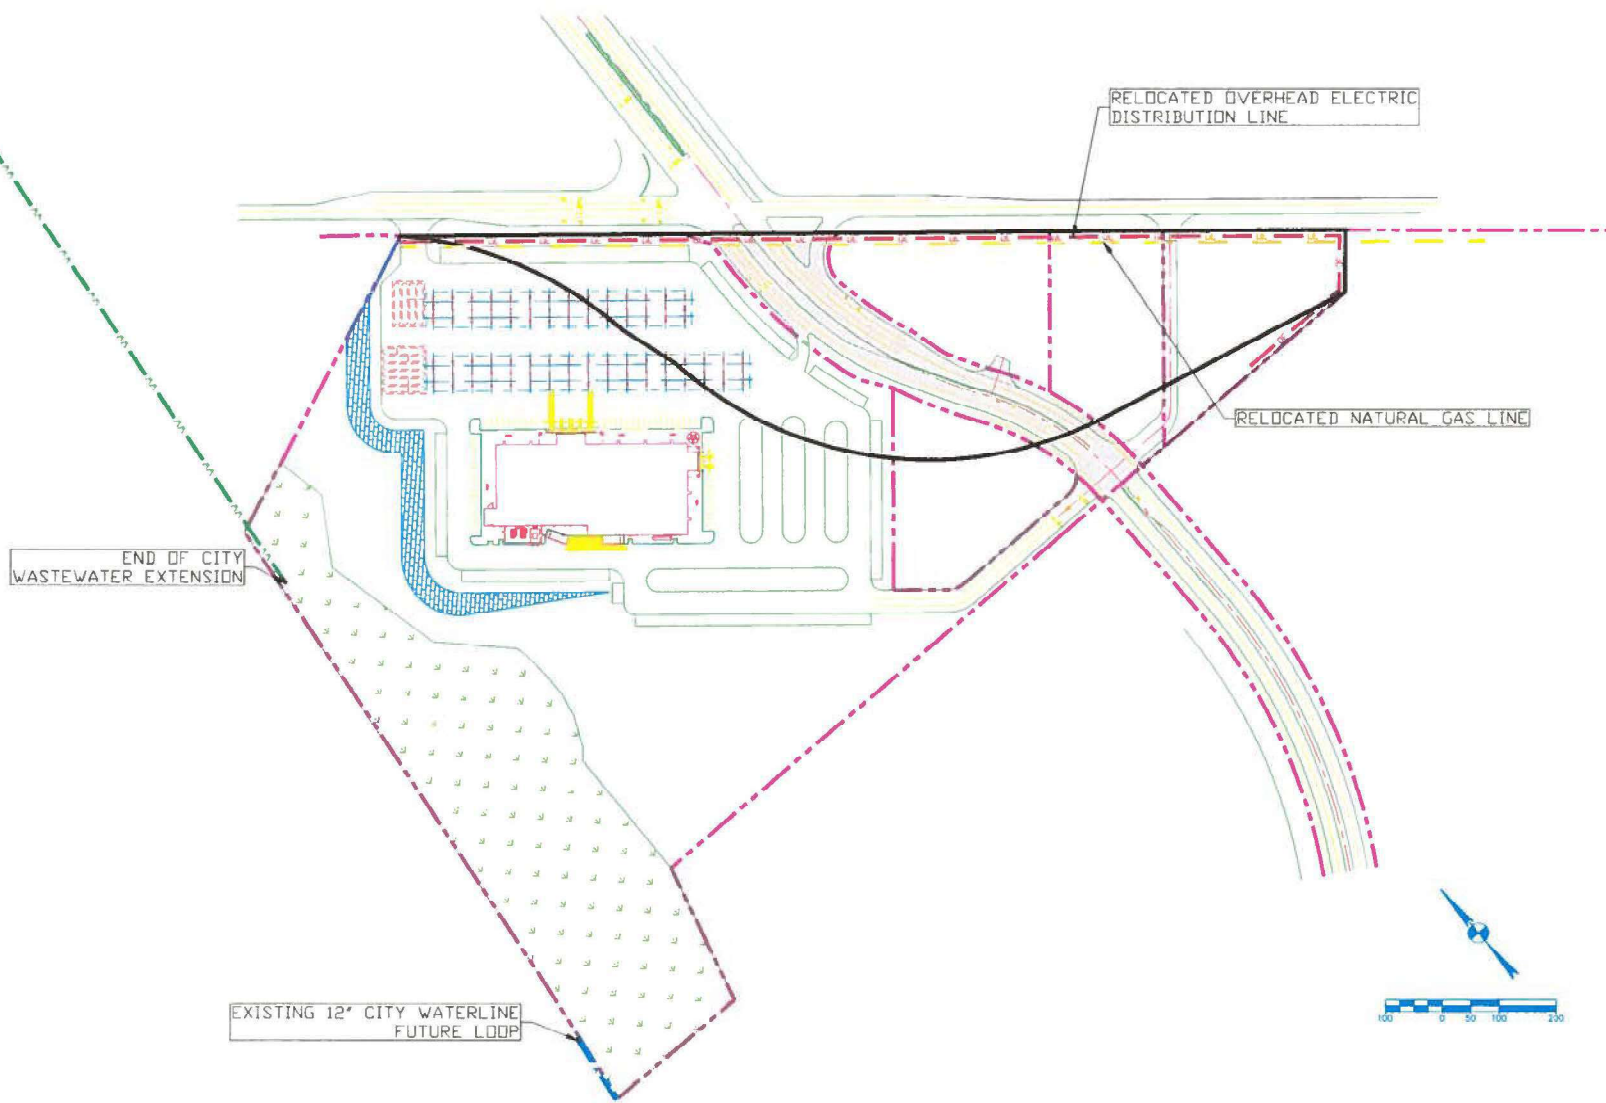 RELOCATED OVERHEAD ELECTRIC
DISTRIBUTION LINE
RELOCATED NATURAL GAS LINE
END OF CITY
WASTEWATER EXTENSION
EXISTING 12" CITY WATERLINE
FUTURE LOOP
100 0 50 100 200